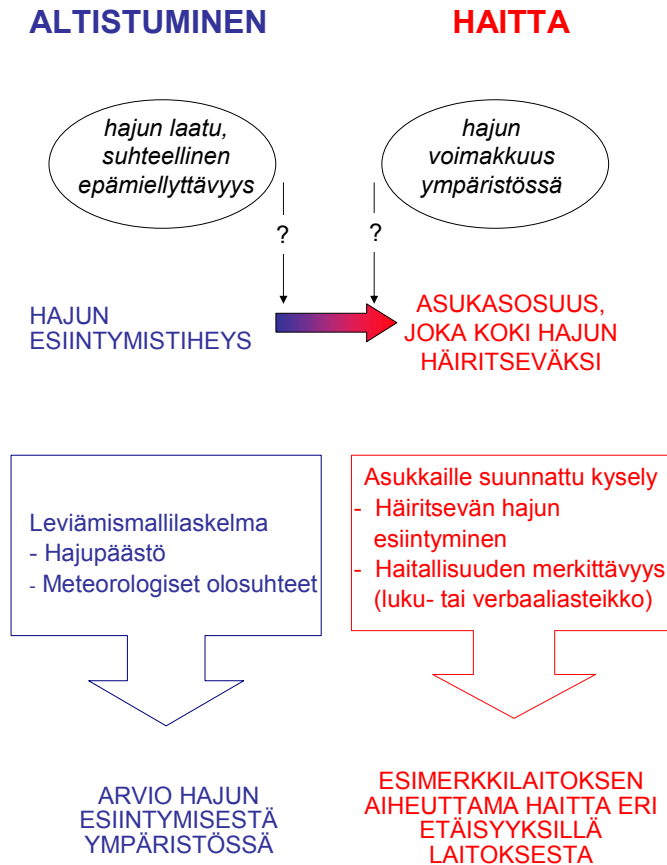 ALTISTUMINEN
HAITTA
hajun laatu,
suhteellinen
epämiellyttävyys
hajun
voimakkuus
ympäristössä
?
?
HAJUN
ESIINTYMISTIHEYS
ASUKASOSUUS,
JOKA KOKI HAJUN
HÄIRITSEVÄKSI
Leviämismallilaskelma
- Hajupäästö
- Meteorologiset olosuhteet
Asukkaille suunnattu kysely
- Häiritsevän hajun
esiintyminen
- Haitallisuuden merkittävyys
(luku- tai verbaaliasteikko)
ARVIO HAJUN
ESIINTYMISESTÄ
YMPÄRISTÖSSÄ
ESIMERKKILAITOKSEN
AIHEUTTAMA HAITTA ERI
ETÄISYYKSILLÄ
LAITOKSESTA